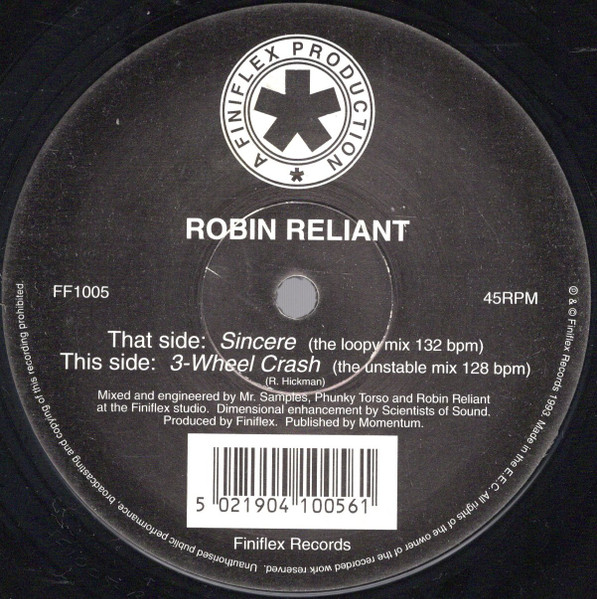 A FINIFLEX PRODUCTION
ROBIN RELIANT
FF1005
45RPM
That side: Sincere (the loopy mix 132 bpm)
This side: 3-Wheel Crash (the unstable mix 128 bpm)
(R. Hickman)
Mixed and engineered by Mr. Samples, Phunky Torso and Robin Reliant
at the Finiflex studio. Dimensional enhancement by Scientists of Sound.
Produced by Finiflex. Published by Momentum.
5 021904 100561
Finiflex Records
℗ & © Finiflex Records 1993. Made in the E.E.C. All rights of the owner of the recorded work reserved. Unauthorised public performance, broadcasting and copying of this recording prohibited.